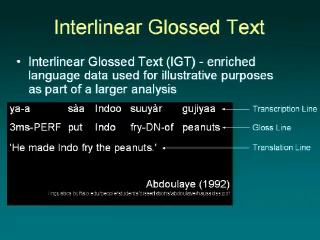 Interlinear Glossed Text
• Interlinear Glossed Text (IGT) - enriched
language data used for illustrative purposes
as part of a larger analysis
ya-a sàa Indoo suuyàr gujiyaa
Transcription Line
3ms-PERF put Indo fry-DN-of peanuts
Gloss Line
'He made Indo fry the peanuts.'
Translation Line
Abdoulaye (1992)